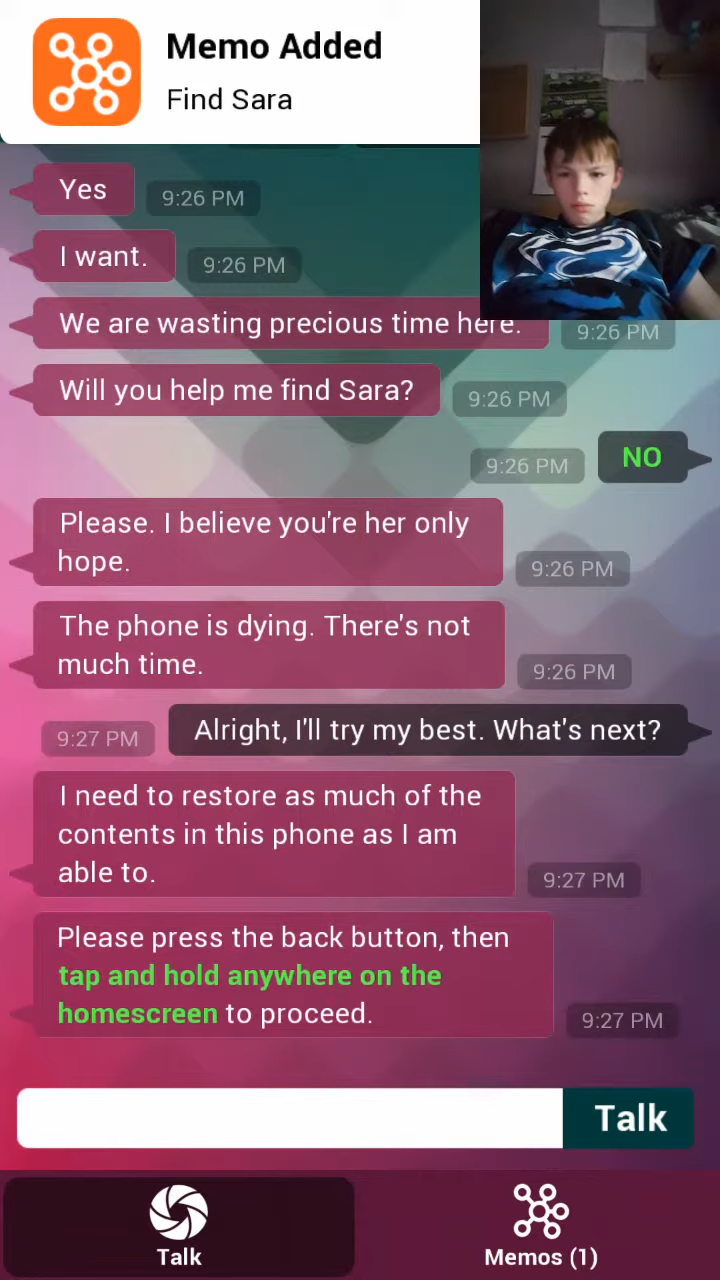 Memo Added
Find Sara
Yes
9:26 PM
I want.
9:26 PM
We are wasting precious time here.
9:26 PM
Will you help me find Sara?
9:26 PM
9:26 PM
NO
Please. I believe you're her only
hope.
9:26 PM
The phone is dying. There's not
much time.
9:26 PM
9:27 PM
Alright, I'll try my best. What's next?
I need to restore as much of the
contents in this phone as I am
able to.
9:27 PM
Please press the back button, then
tap and hold anywhere on the
homescreen to proceed.
9:27 PM
Talk
Talk
Memos (1)